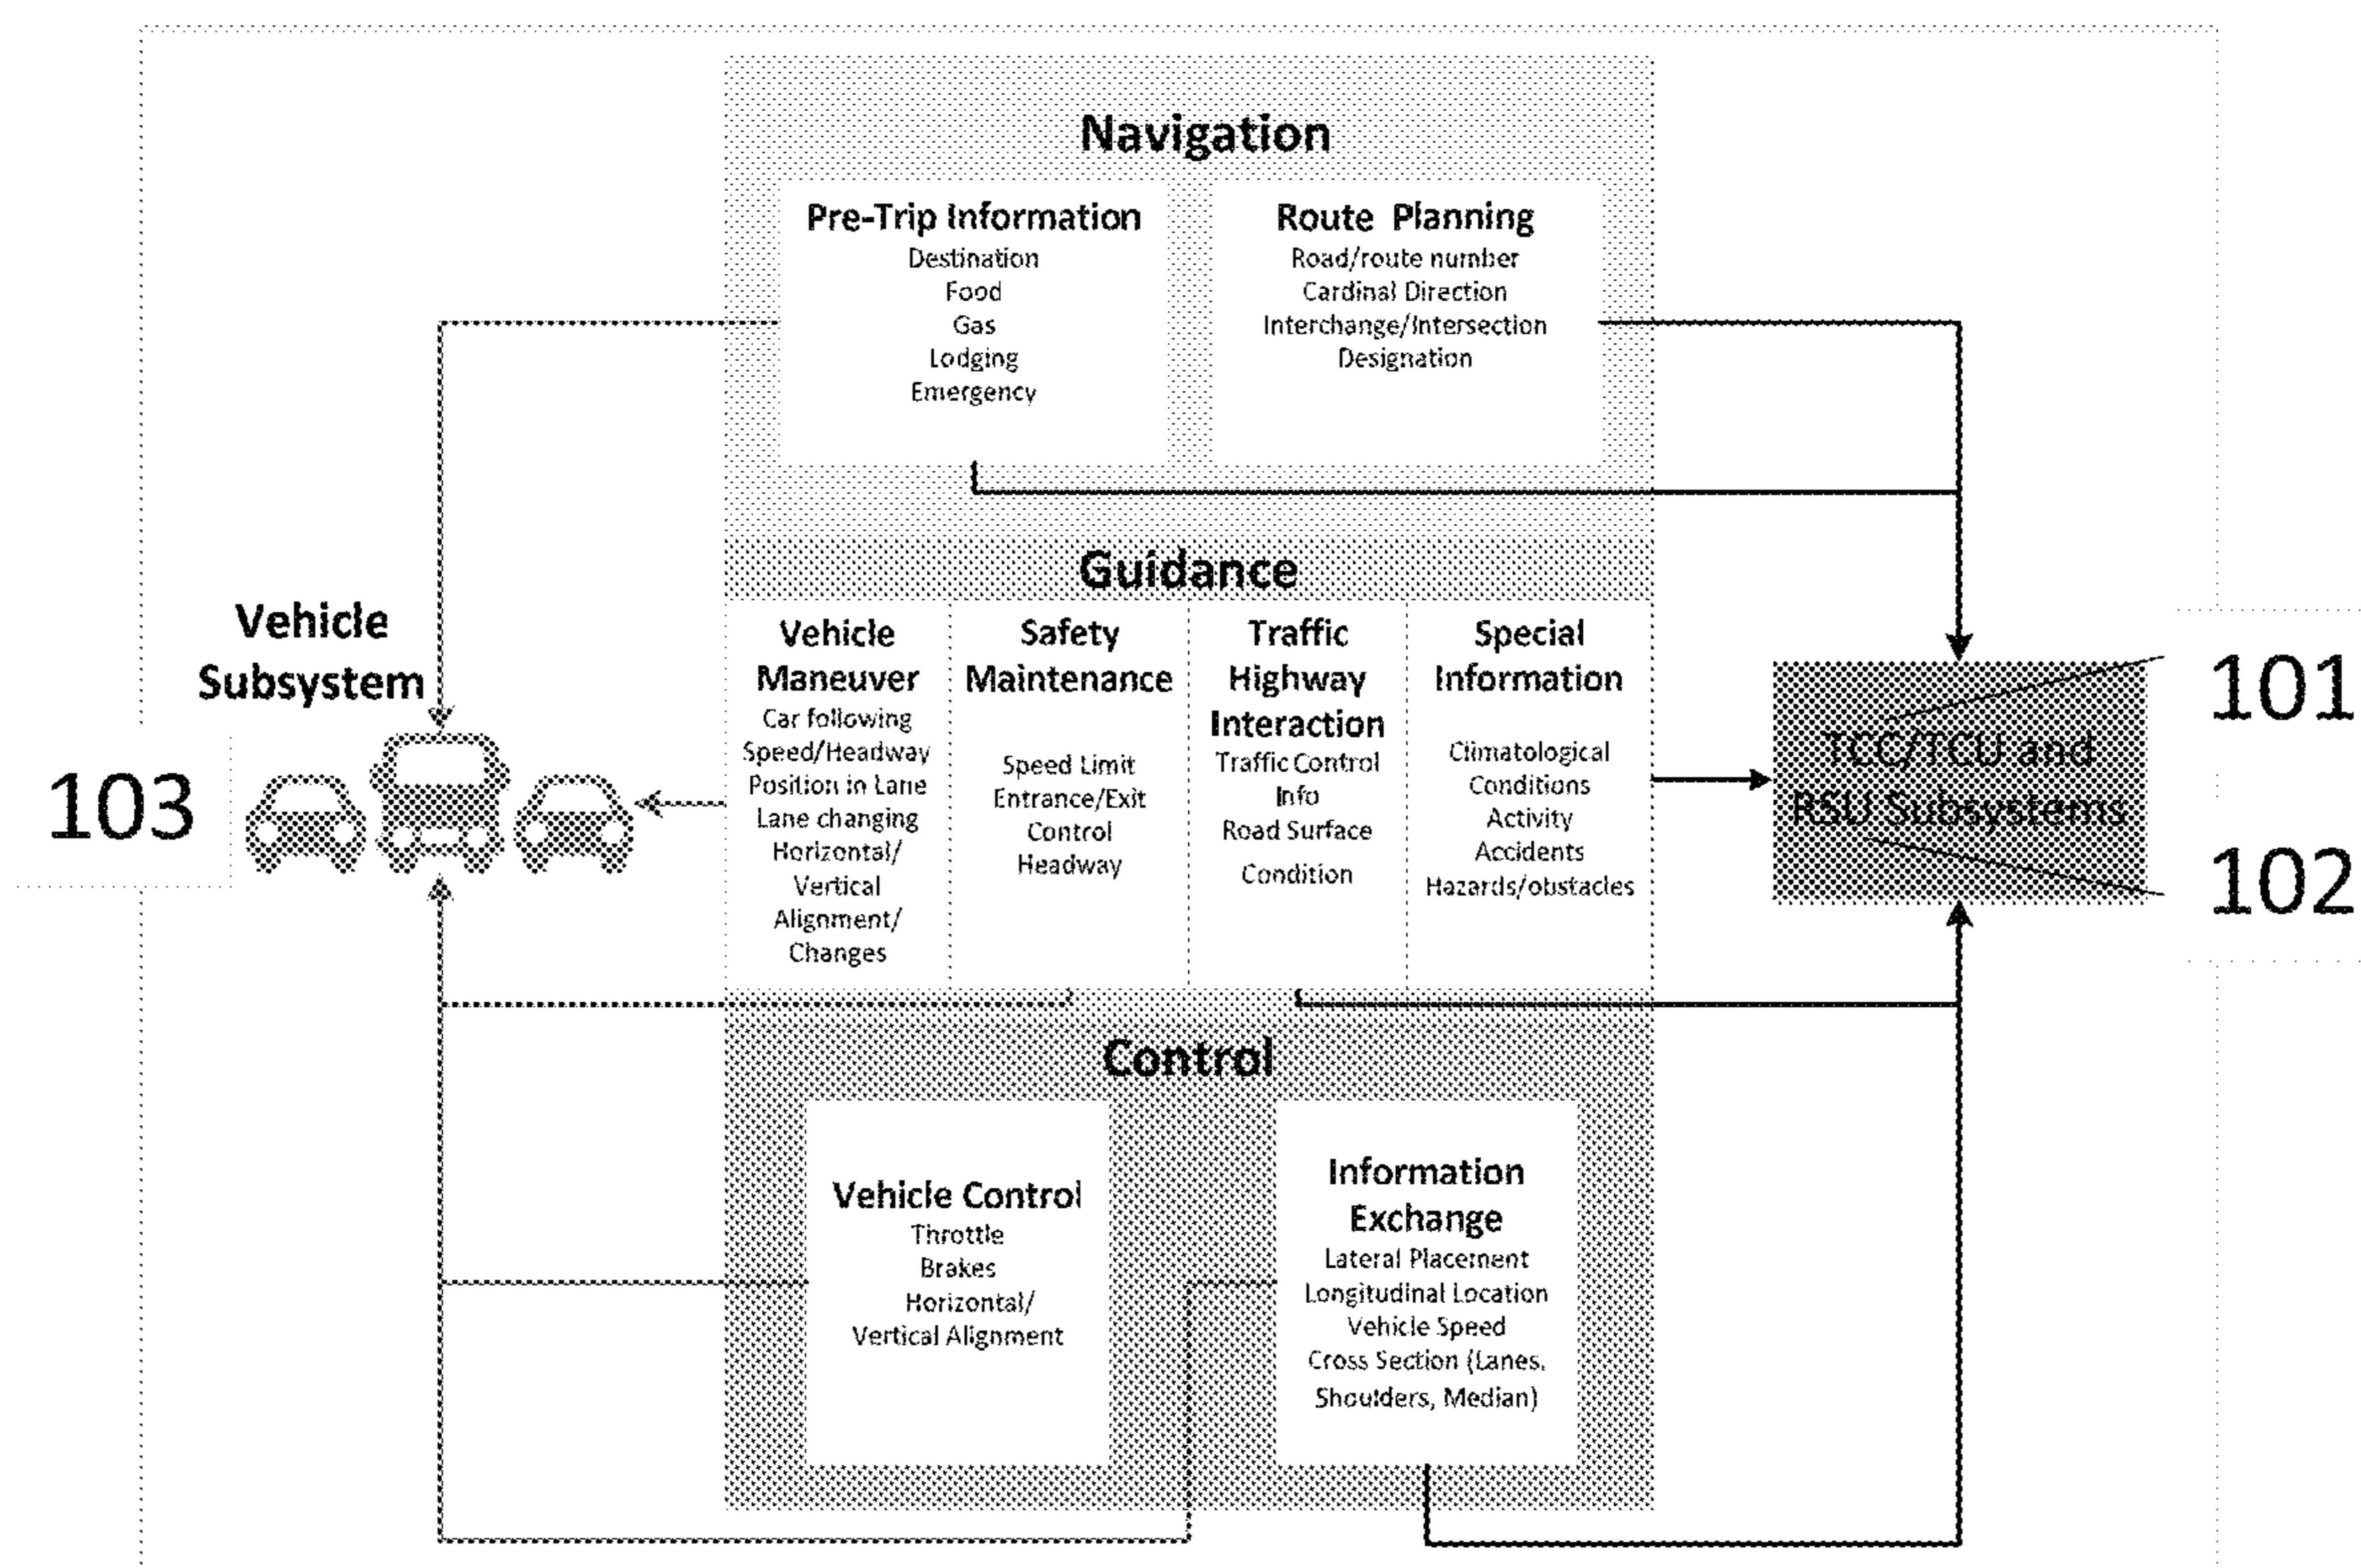 Navigation
Pre-Trip Information
Destination
Food
Gas
Lodging
Emergency
Route Planning
Road/route number
Cardinal Direction
Interchange/Intersection
Designation
Guidance
Vehicle
Maneuver
Car following
Speed/Headway
Position in Lane
Lane changing
Horizontal/
Vertical
Alignment/
Changes
Safety
Maintenance
Speed Limit
Entrance/Exit
Control
Headway
Traffic
Highway
Interaction
Traffic Control
Info
Road Surface
Condition
Special
Information
Climatological
Conditions
Activity
Accidents
Hazards/obstacles
Vehicle
Subsystem
103
TCC/TCU and
RSU Subsystems
101
102
Control
Vehicle Control
Throttle
Brakes
Horizontal/
Vertical Alignment
Information
Exchange
Lateral Placement
Longitudinal Location
Vehicle Speed
Cross Section (Lanes,
Shoulders, Median)